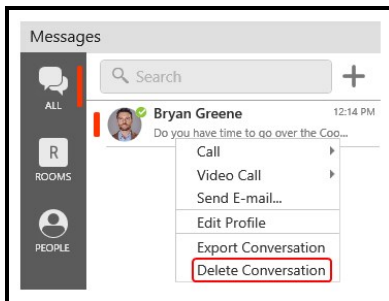 Messages
Search
ALL
Bryan Greene
12:14 PM
Do you have time to go over the Coo...
R
ROOMS
PEOPLE
Call
Video Call
Send E-mail...
Edit Profile
Export Conversation
Delete Conversation